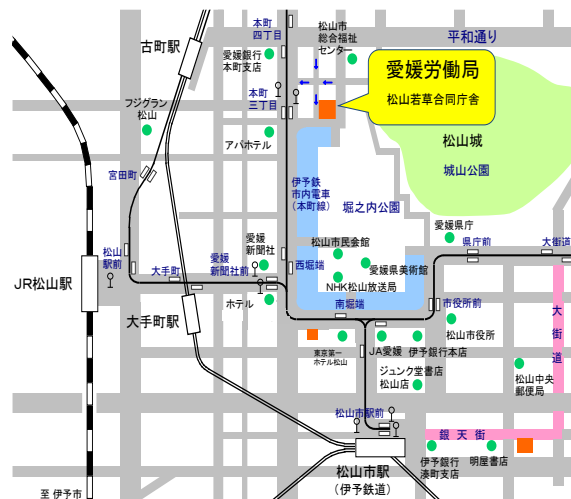 本町
四丁目
松山市
総合福祉
センター
平和通り
古町駅
愛媛銀行
本町支店
愛媛労働局
松山若草合同庁舎
フジグラン
松山
本町
三丁目
アパホテル
松山城
城山公園
宮田町
伊予鉄
市内電車
(本町線)
堀之内公園
愛媛県庁
県庁前
大街道
松山
駅前
愛媛
新聞社
愛媛
新聞社前
松山市民会館
西堀端
愛媛県美術館
NHK松山放送局
JR松山駅
大手町
ホテル
南堀端
市役所前
大手町駅
松山市役所
大街道
東京第一
ホテル松山
JA愛媛
伊予銀行本店
ジュンク堂書店
松山店
松山中央
郵便局
松山市駅前
銀天街
松山市駅
(伊予鉄道)
伊予銀行
湊町支店
明屋書店
至 伊予市